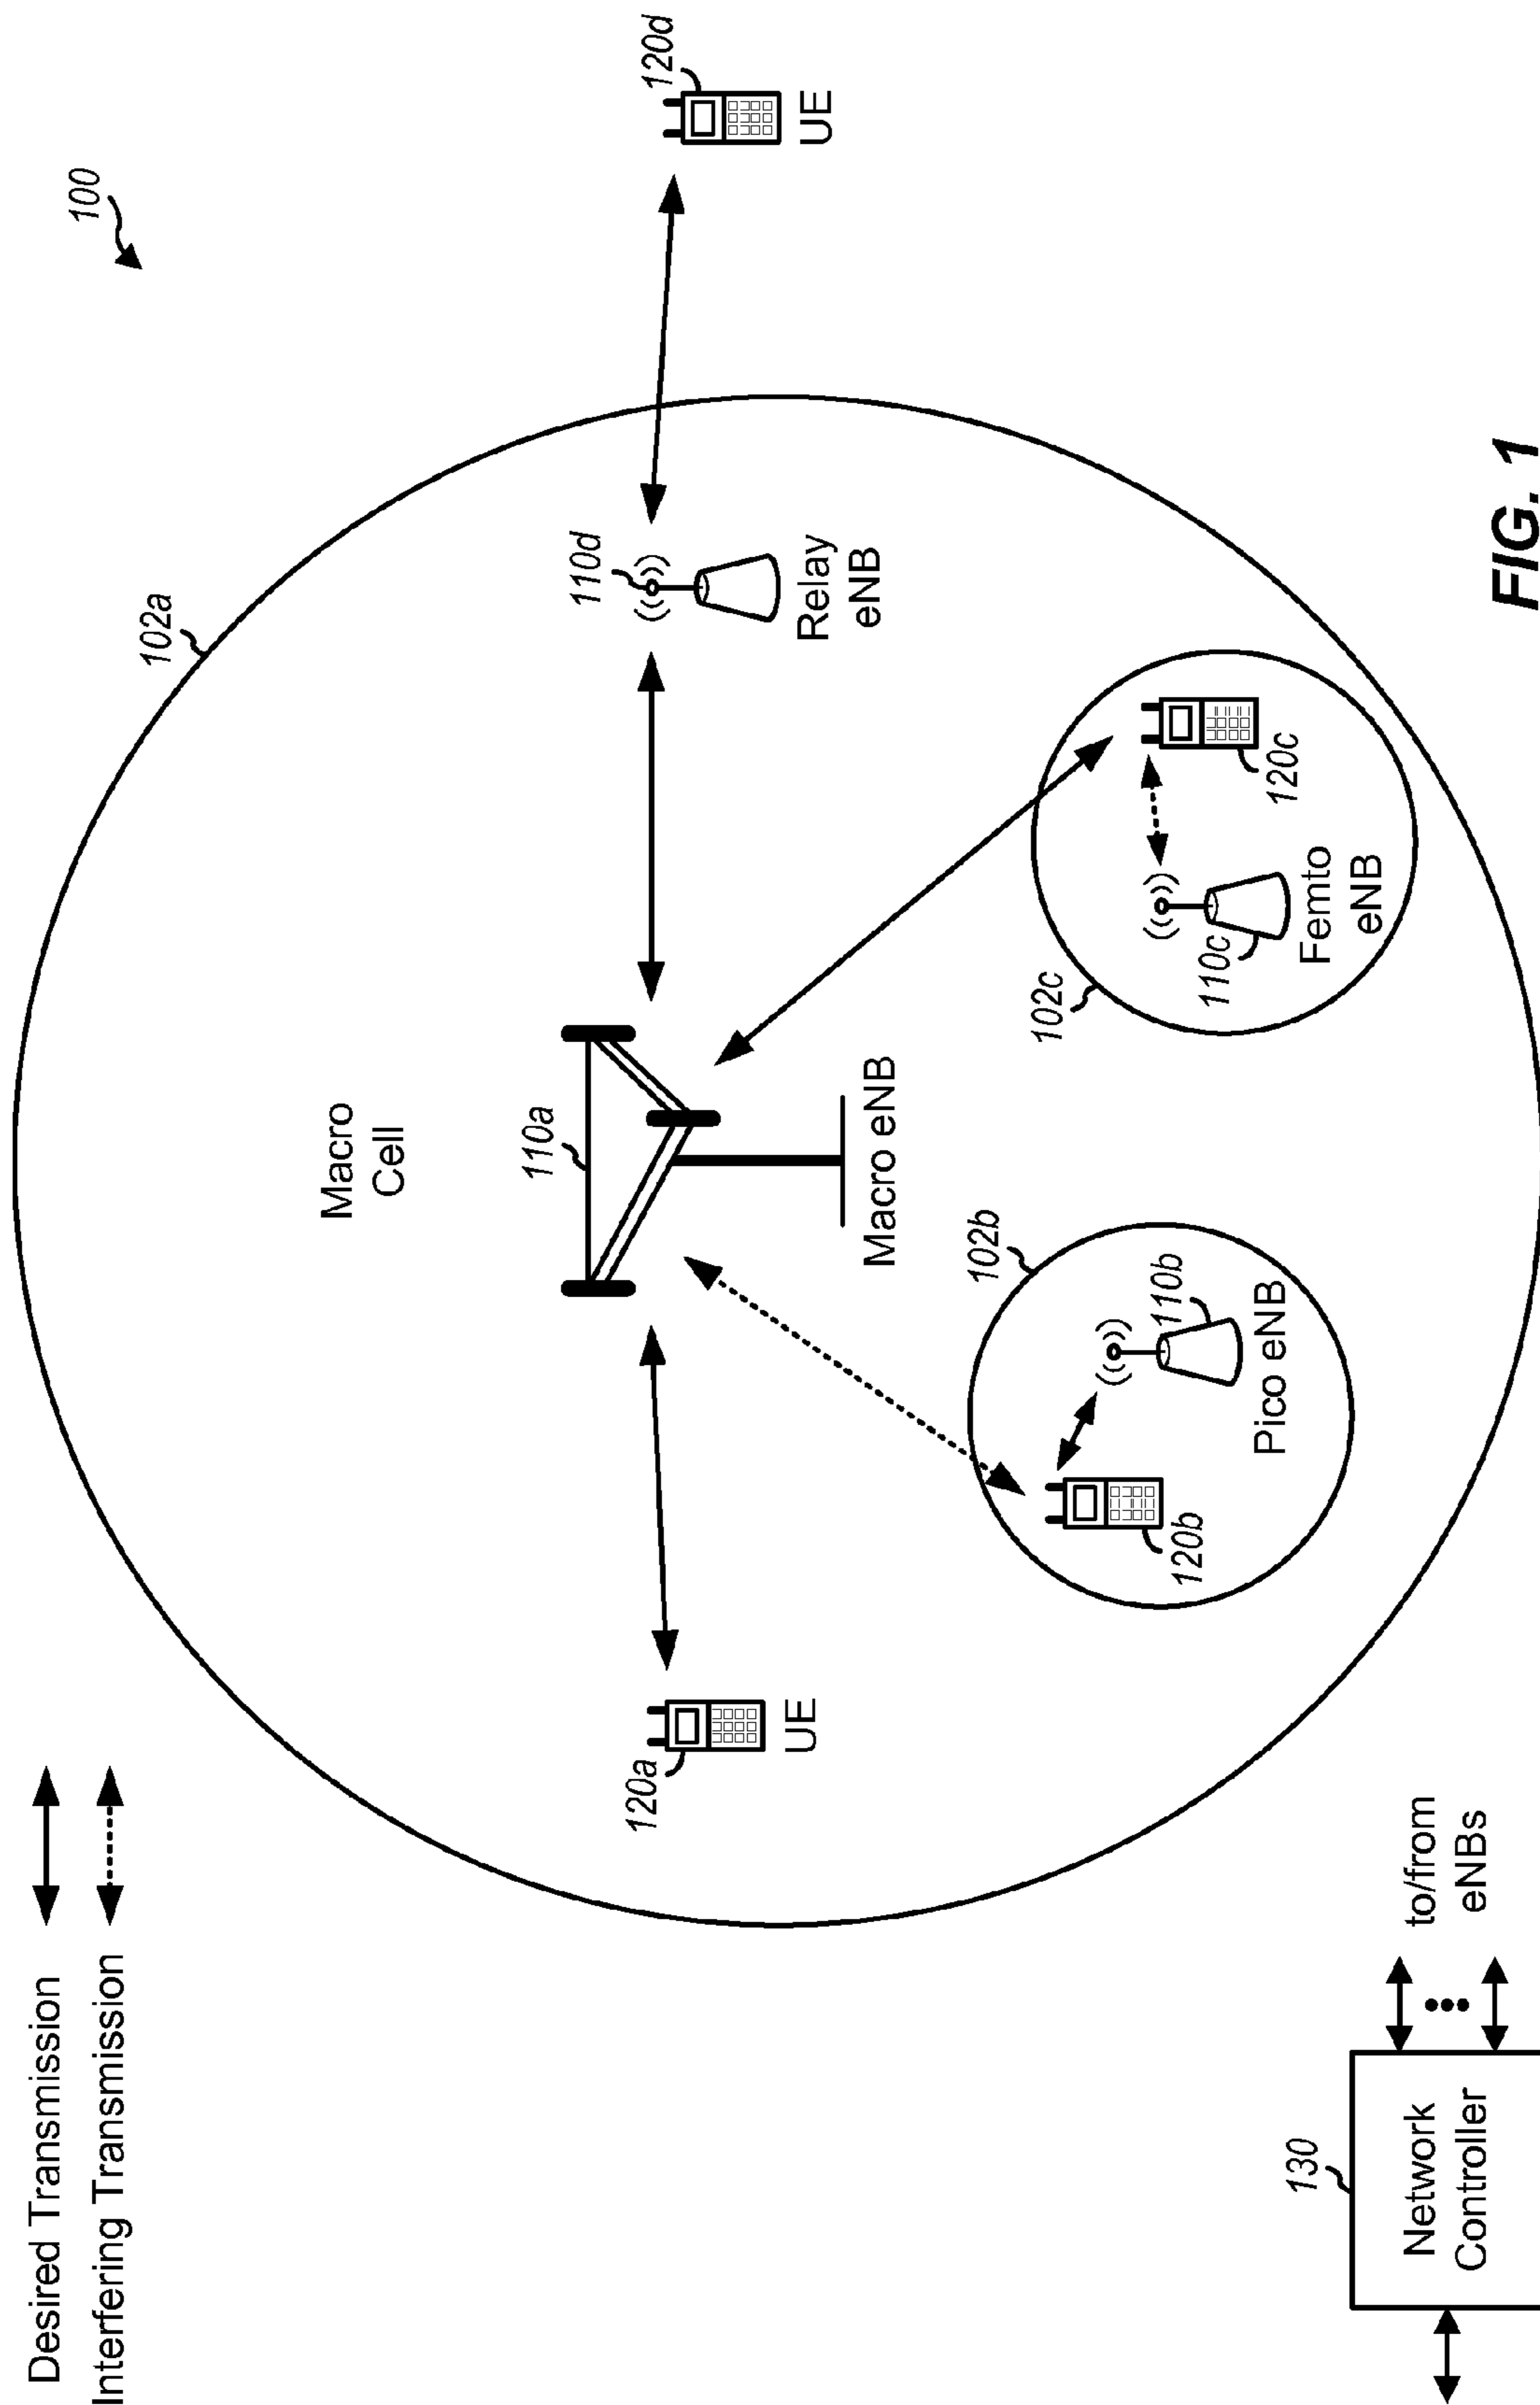 Desired Transmission
Interfering Transmission
100
102a
Macro
Cell
110a
Macro eNB
110d
Relay
eNB
120d
UE
120a
UE
102b
110b
Pico eNB
120b
102c
110c
Femto
eNB
120c
130
Network
Controller
to/from
eNBs
FIG. 1